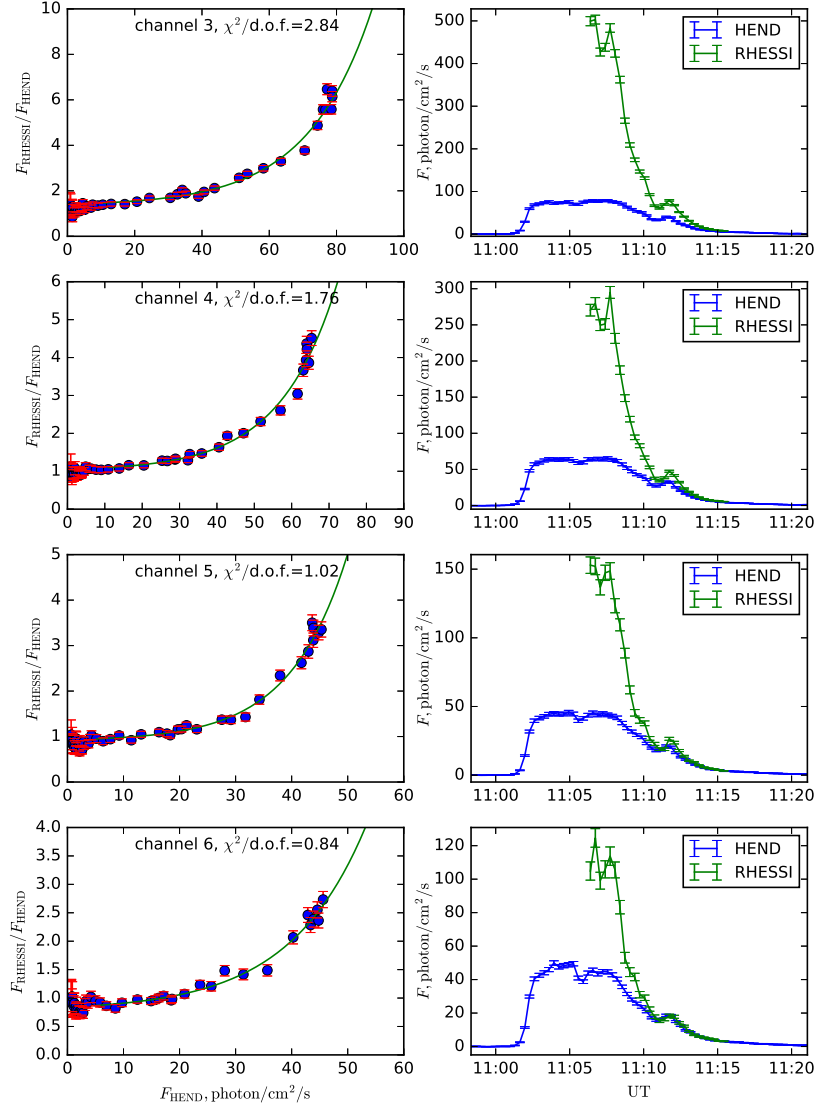 channel 3, χ²/d.o.f.=2.84
F_RHESSI/F_HEND
10
8
6
4
2
0
0 20 40 60 80 100
HEND
RHESSI
F, photon/cm²/s
500
400
300
200
100
0
11:00 11:05 11:10 11:15 11:20
channel 4, χ²/d.o.f.=1.76
F_RHESSI/F_HEND
6
5
4
3
2
1
0
0 10 20 30 40 50 60 70 80 90
HEND
RHESSI
F, photon/cm²/s
300
250
200
150
100
50
0
11:00 11:05 11:10 11:15 11:20
channel 5, χ²/d.o.f.=1.02
F_RHESSI/F_HEND
5
4
3
2
1
0
0 10 20 30 40 50 60
HEND
RHESSI
F, photon/cm²/s
150
100
50
0
11:00 11:05 11:10 11:15 11:20
channel 6, χ²/d.o.f.=0.84
F_RHESSI/F_HEND
4.0
3.5
3.0
2.5
2.0
1.5
1.0
0.5
0.0
0 10 20 30 40 50 60
F_HEND, photon/cm²/s
HEND
RHESSI
F, photon/cm²/s
120
100
80
60
40
20
0
11:00 11:05 11:10 11:15 11:20
UT